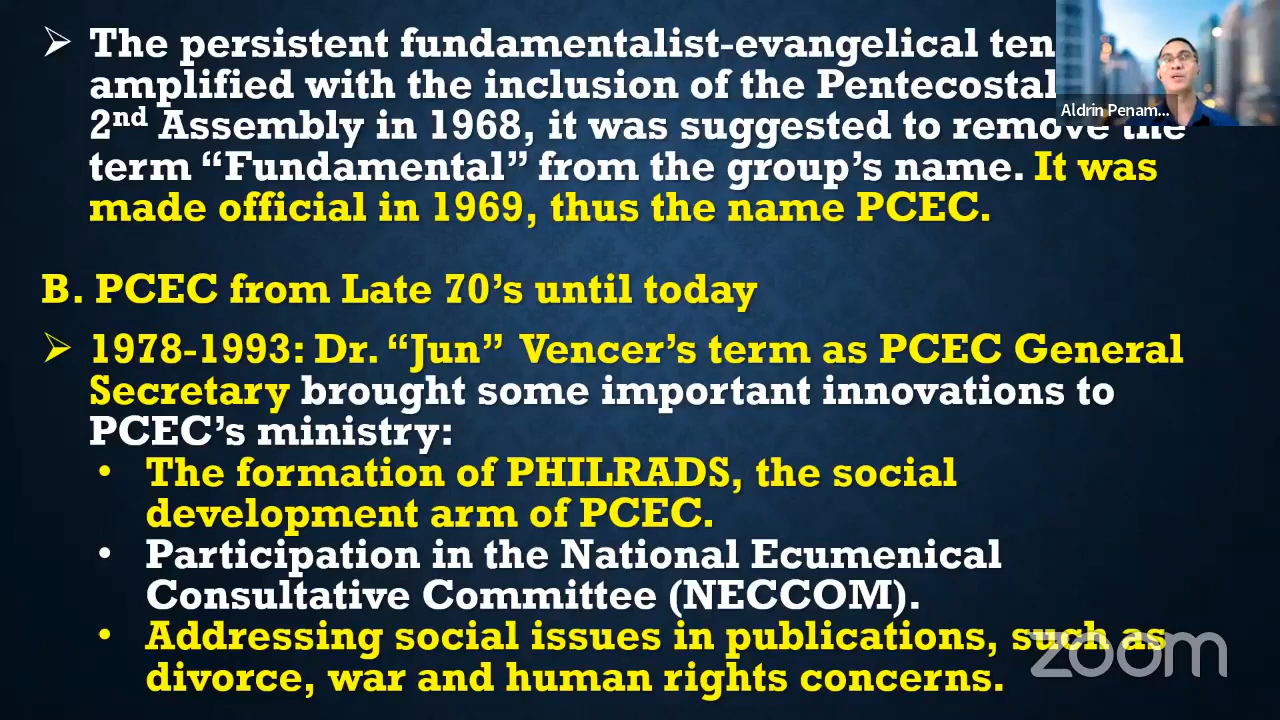 The persistent fundamentalist-evangelical ten
amplified with the inclusion of the Pentecostal
2nd Assembly in 1968, it was suggested to remove the
term “Fundamental” from the group’s name. It was
made official in 1969, thus the name PCEC.
B. PCEC from Late 70’s until today
1978-1993: Dr. “Jun” Vencer’s term as PCEC General
Secretary brought some important innovations to
PCEC’s ministry:
• The formation of PHILRADS, the social
development arm of PCEC.
• Participation in the National Ecumenical
Consultative Committee (NECCOM).
• Addressing social issues in publications, such as
divorce, war and human rights concerns.
Aldrin Penam...
zoom